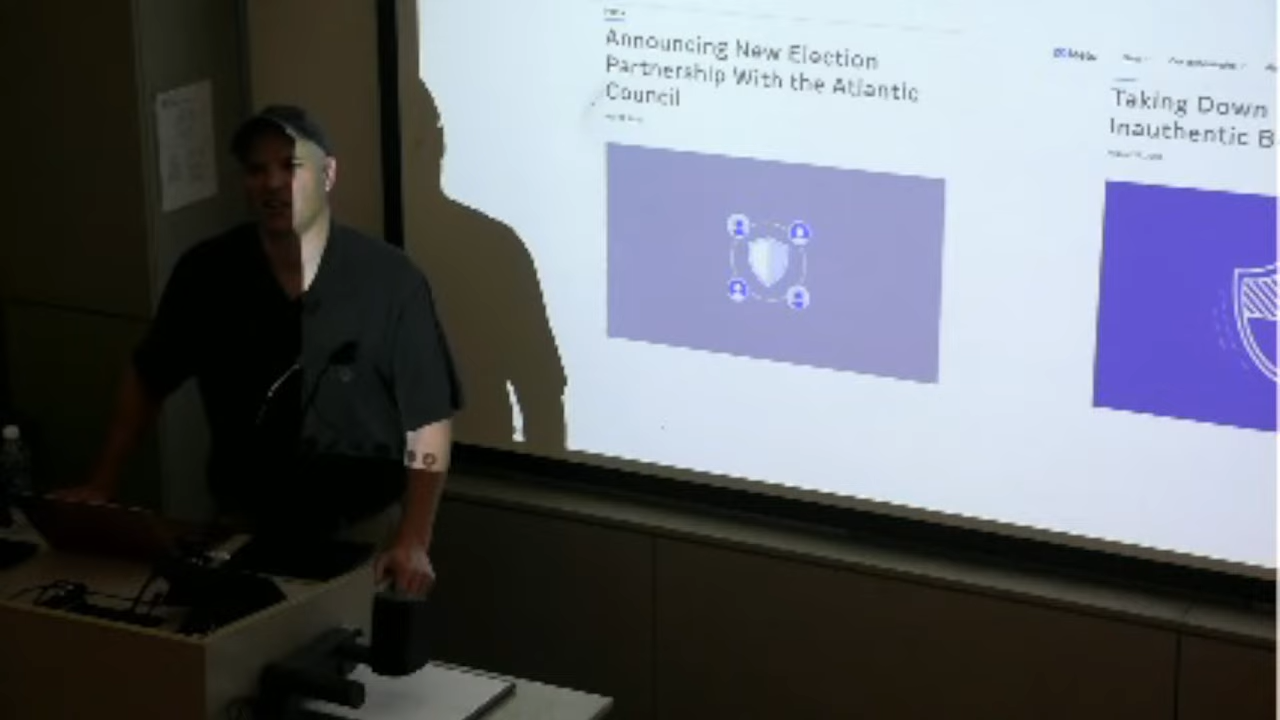 Announcing New Election
Partnership With the Atlantic
Council
Taking Down
Inauthentic B